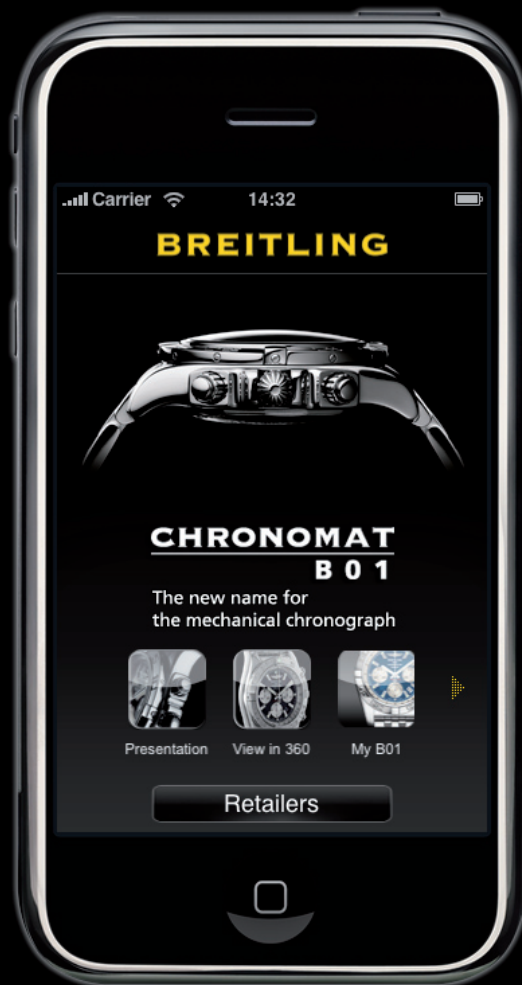 Carrier 14:32
BREITLING
CHRONOMAT
B01
The new name for
the mechanical chronograph
Presentation View in 360 My B01
Retailers